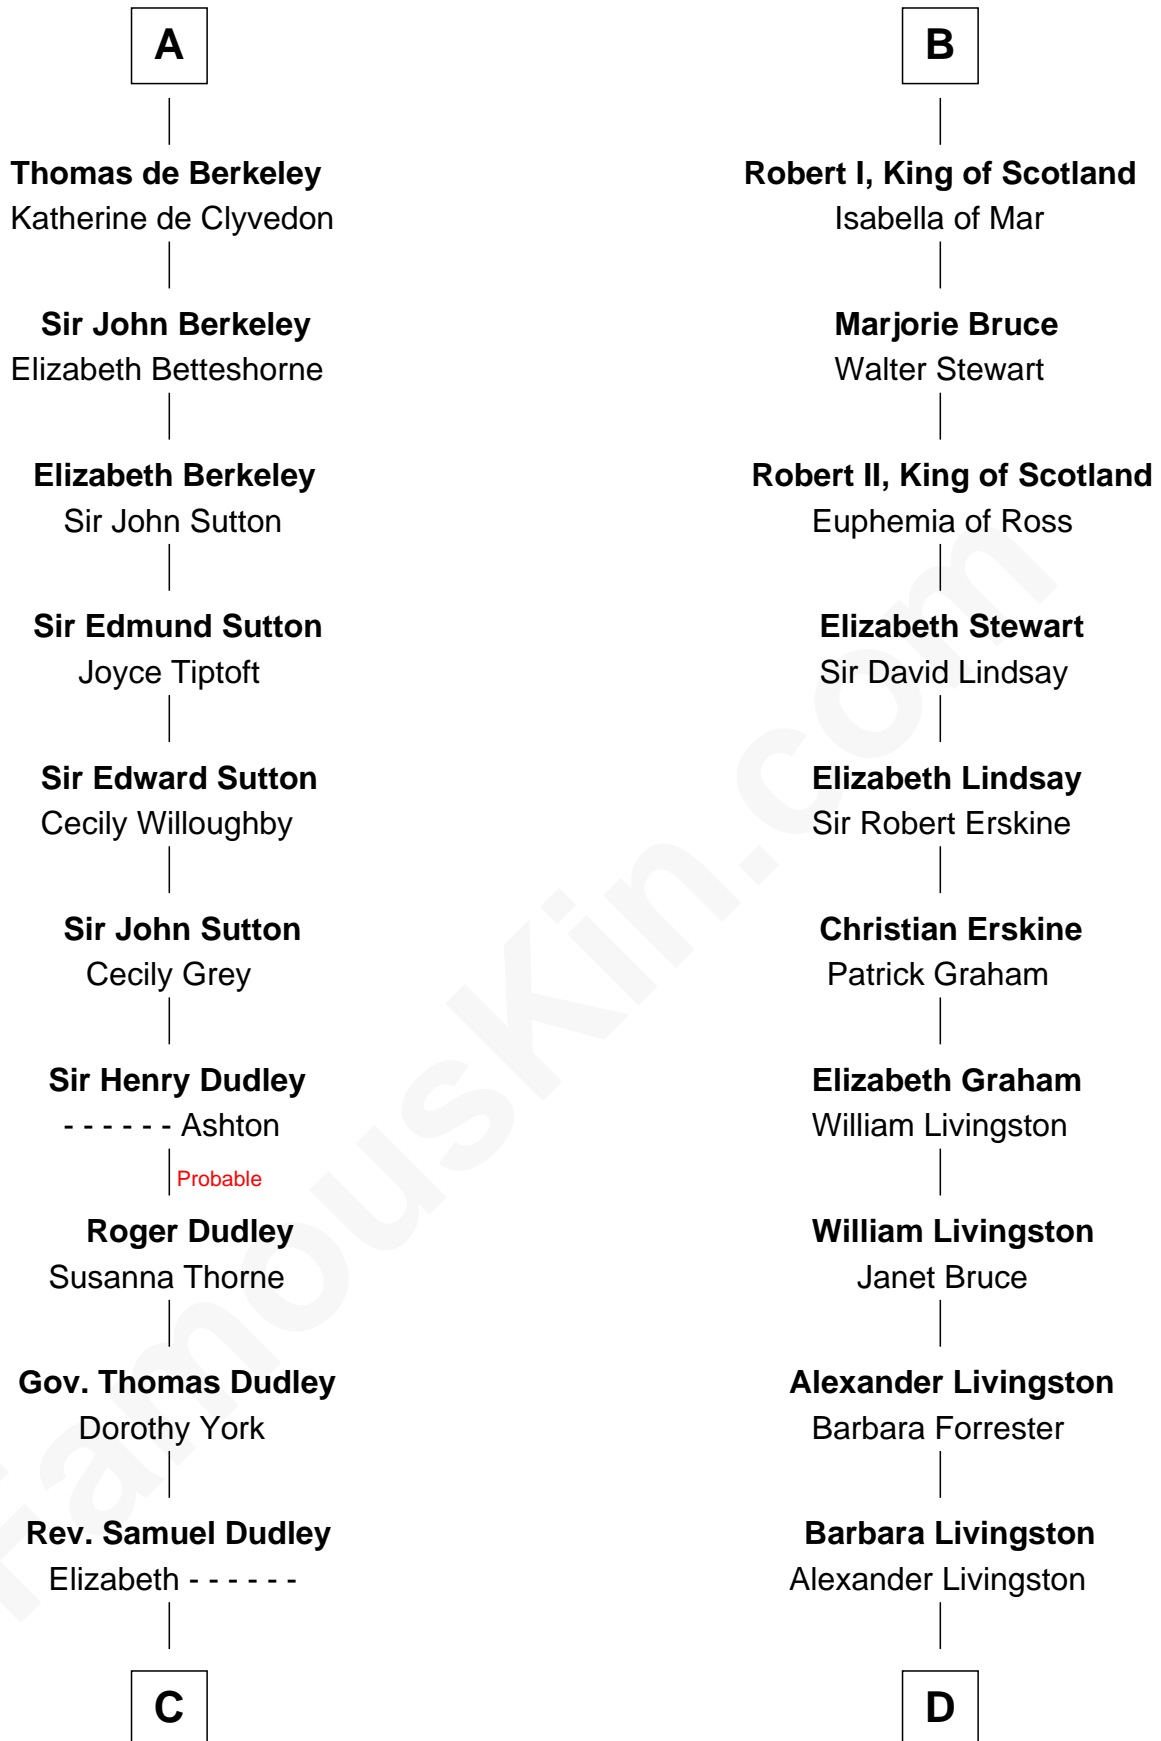 A
Thomas de Berkeley
Katherine de Clyvedon
Sir John Berkeley
Elizabeth Betteshorne
Elizabeth Berkeley
Sir John Sutton
Sir Edmund Sutton
Joyce Tiptoft
Sir Edward Sutton
Cecily Willoughby
Sir John Sutton
Cecily Grey
Sir Henry Dudley
- - - - - - Ashton
Probable
Roger Dudley
Susanna Thorne
Gov. Thomas Dudley
Dorothy York
Rev. Samuel Dudley
Elizabeth - - - - - -
C
B
Robert I, King of Scotland
Isabella of Mar
Marjorie Bruce
Walter Stewart
Robert II, King of Scotland
Euphemia of Ross
Elizabeth Stewart
Sir David Lindsay
Elizabeth Lindsay
Sir Robert Erskine
Christian Erskine
Patrick Graham
Elizabeth Graham
William Livingston
William Livingston
Janet Bruce
Alexander Livingston
Barbara Forrester
Barbara Livingston
Alexander Livingston
D
FamousKin.com